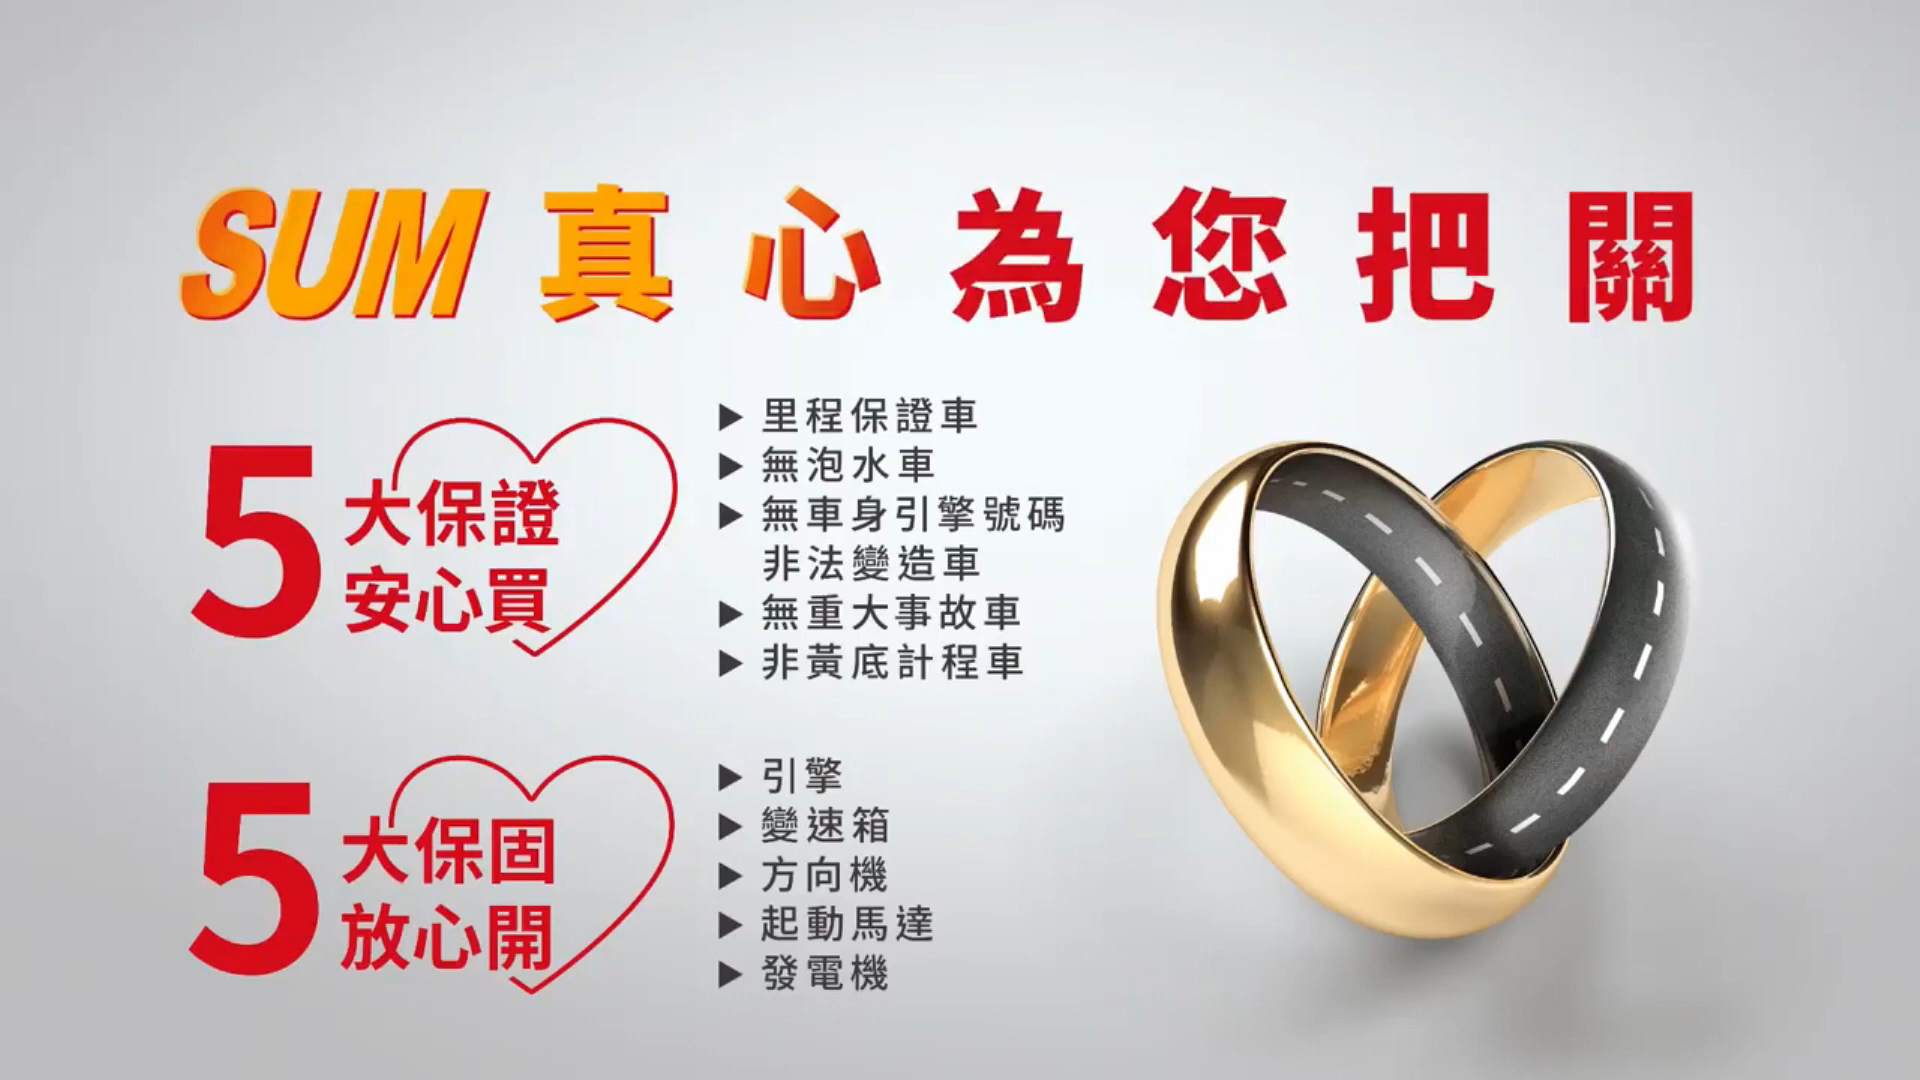 SUM 真心為您把關
5大保證
安心買
▶ 里程保證車
▶ 無泡水車
▶ 無車身引擎號碼
非法變造車
▶ 無重大事故車
▶ 非黃底計程車
5大保固
放心開
▶ 引擎
▶ 變速箱
▶ 方向機
▶ 起動馬達
▶ 發電機